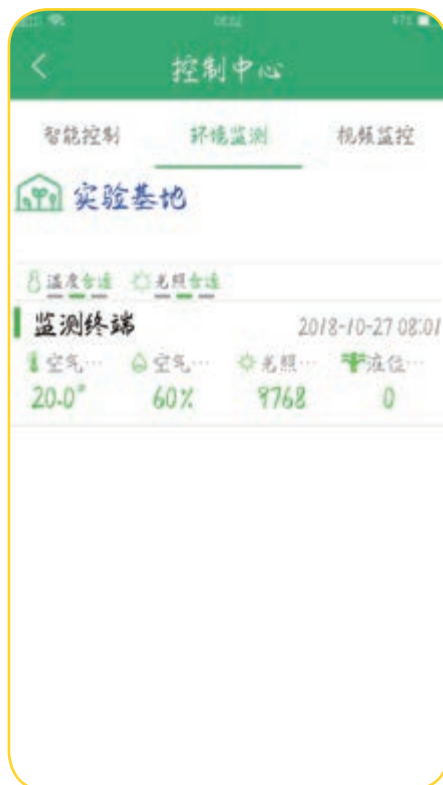 控制中心
智能控制 环境监测 视频监控
实验基地
温度合适 光照合适
监测终端 2018-10-27 08:01
空气… 空气… 光照… 液位…
20.0° 60% 9768 0